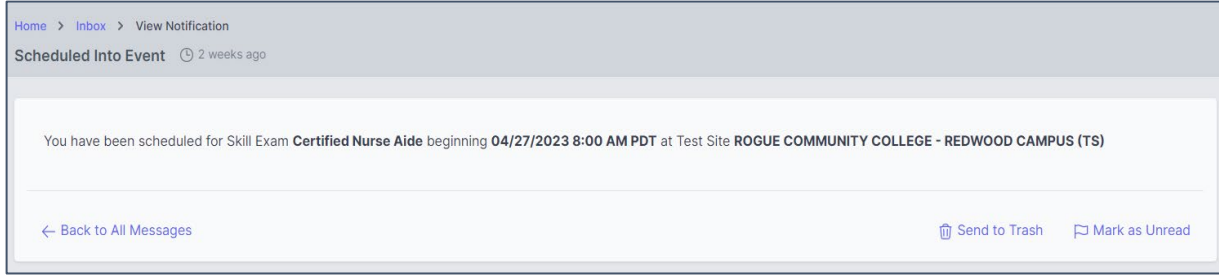 Home > Inbox > View Notification
Scheduled Into Event 2 weeks ago
You have been scheduled for Skill Exam Certified Nurse Aide beginning 04/27/2023 8:00 AM PDT at Test Site ROGUE COMMUNITY COLLEGE - REDWOOD CAMPUS (TS)
← Back to All Messages Send to Trash Mark as Unread